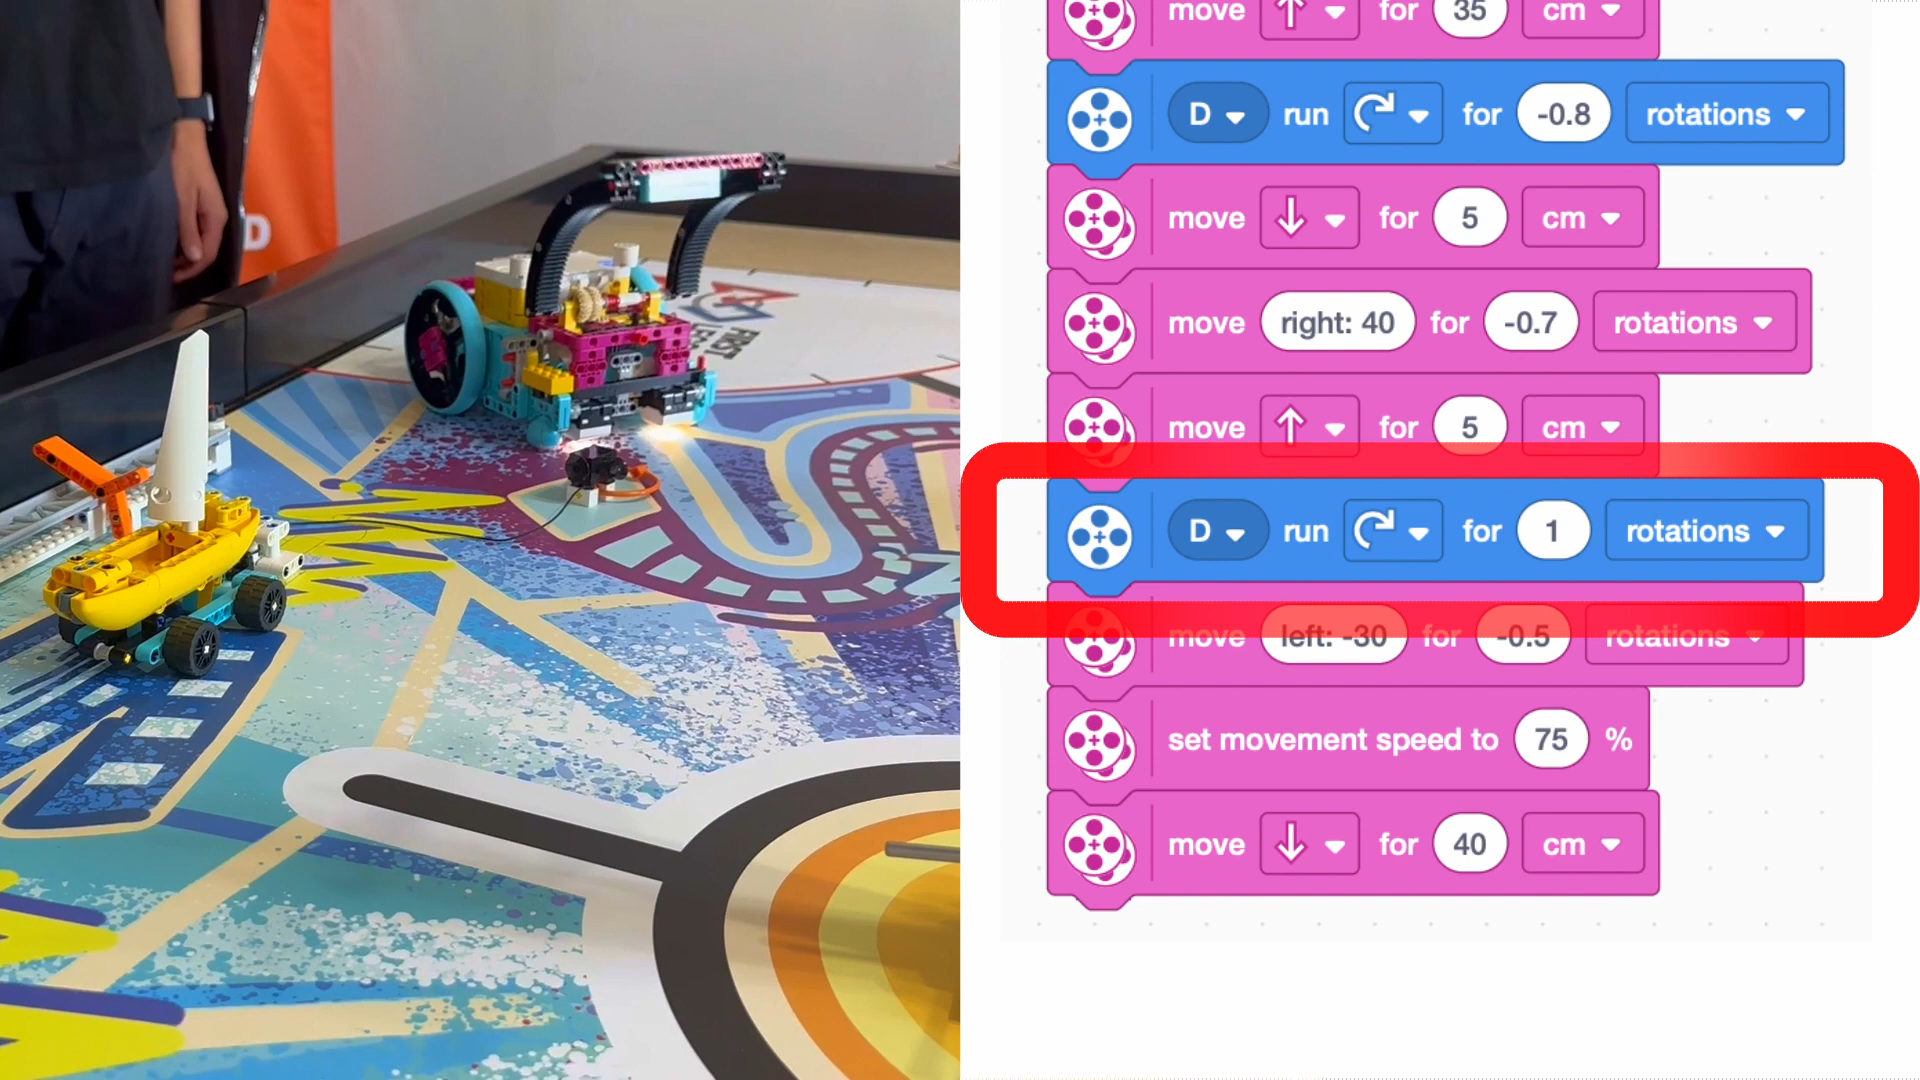 move ↑ for 35 cm
D run for -0.8 rotations
move ↓ for 5 cm
move right: 40 for -0.7 rotations
move ↑ for 5 cm
D run for 1 rotations
move left: -30 for -0.5 rotations
set movement speed to 75 %
move ↓ for 40 cm
D